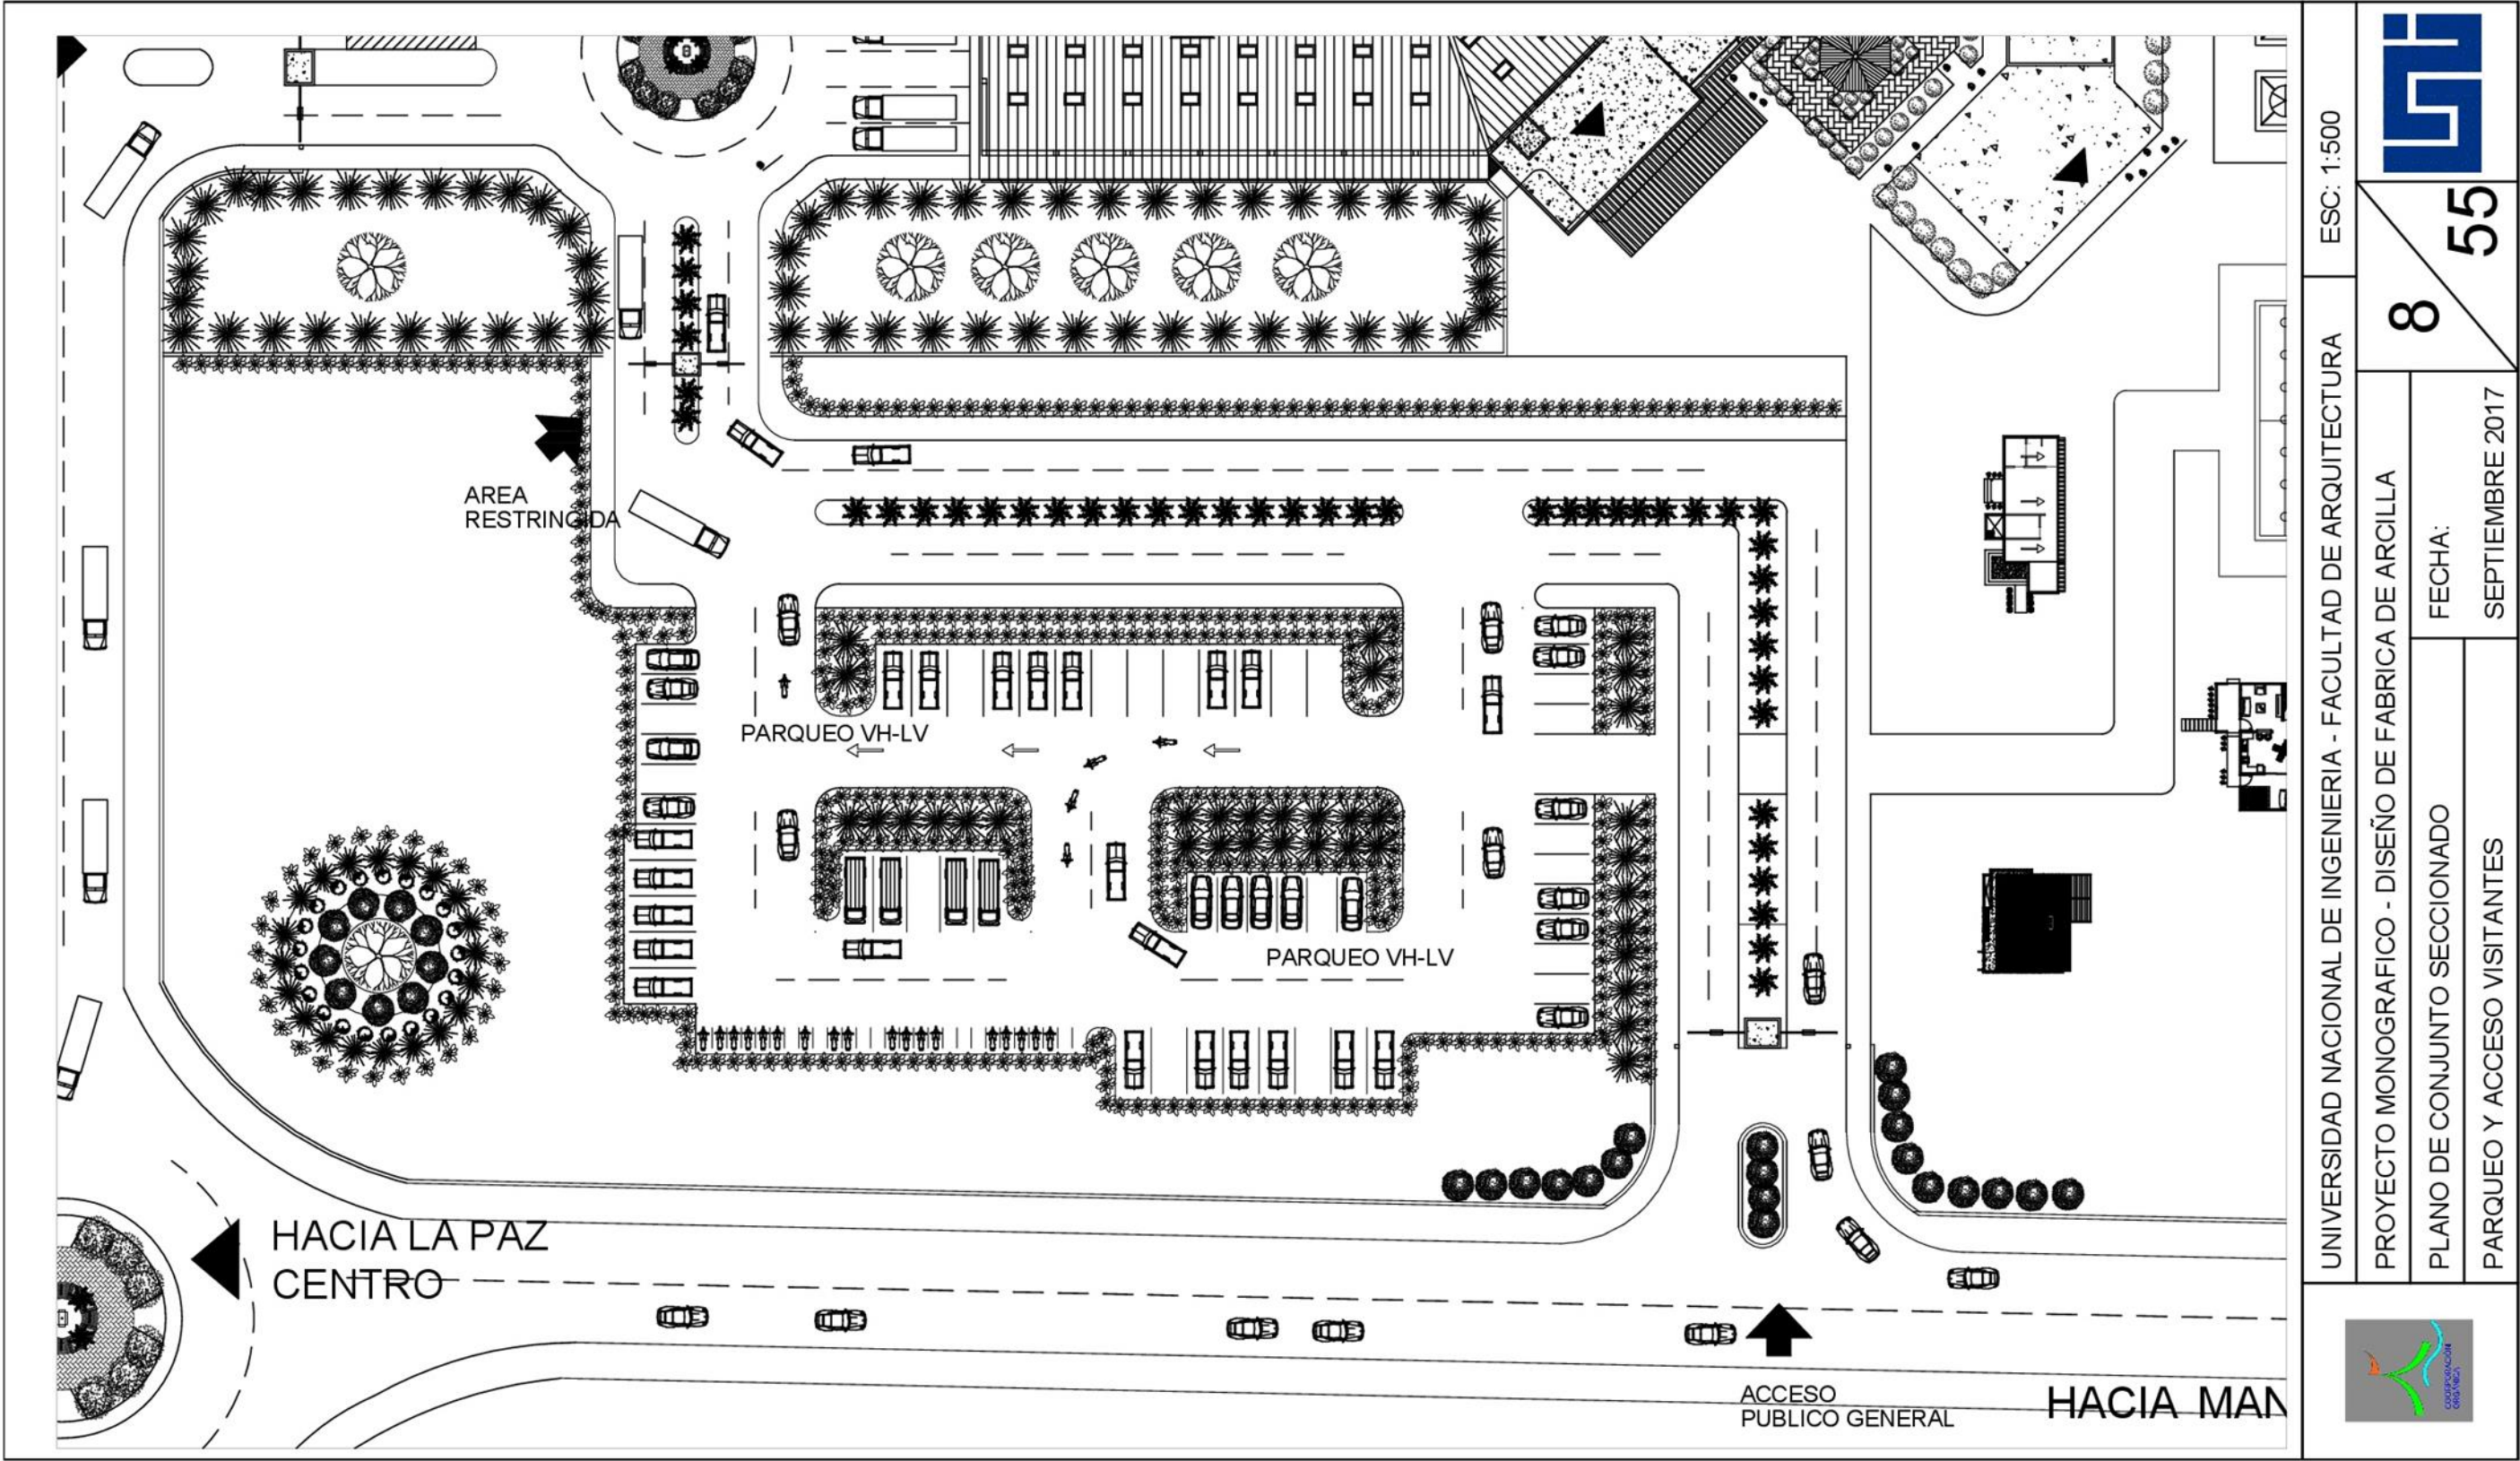 AREA
RESTRINGIDA
PARQUEO VH-LV
PARQUEO VH-LV
HACIA LA PAZ
CENTRO
ACCESO
PUBLICO GENERAL
HACIA MAN
UNIVERSIDAD NACIONAL DE INGENIERIA - FACULTAD DE ARQUITECTURA
ESC: 1:500
PROYECTO MONOGRAFICO - DISEÑO DE FABRICA DE ARCILLA
8
55
PLANO DE CONJUNTO SECCIONADO
FECHA:
PARQUEO Y ACCESO VISITANTES
SEPTIEMBRE 2017
COORPORACIÓN
ORGÁNICA